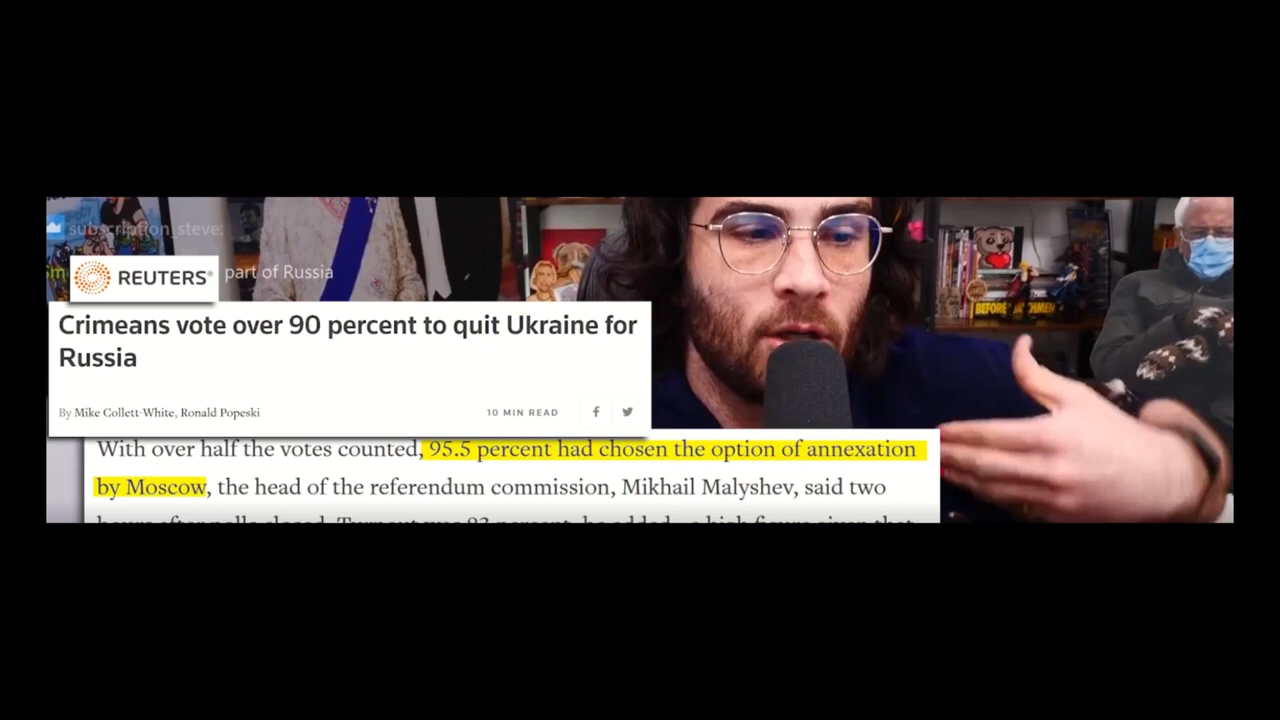 subscription_steve:
REUTERS®
part of Russia
Crimeans vote over 90 percent to quit Ukraine for
Russia
By Mike Collett-White, Ronald Popeski
10 MIN READ
With over half the votes counted, 95.5 percent had chosen the option of annexation
by Moscow, the head of the referendum commission, Mikhail Malyshev, said two
BEFORE WATCHMEN